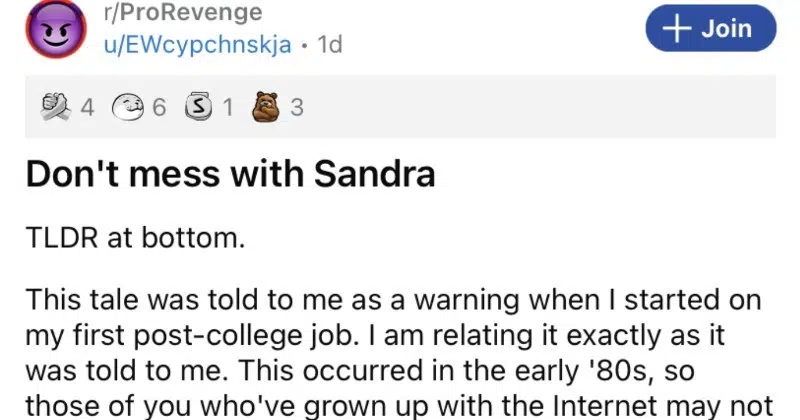 r/ProRevenge
u/EWcypchnskja • 1d
+ Join
4 6 S 1 3
Don't mess with Sandra
TLDR at bottom.
This tale was told to me as a warning when I started on
my first post-college job. I am relating it exactly as it
was told to me. This occurred in the early '80s, so
those of you who've grown up with the Internet may not